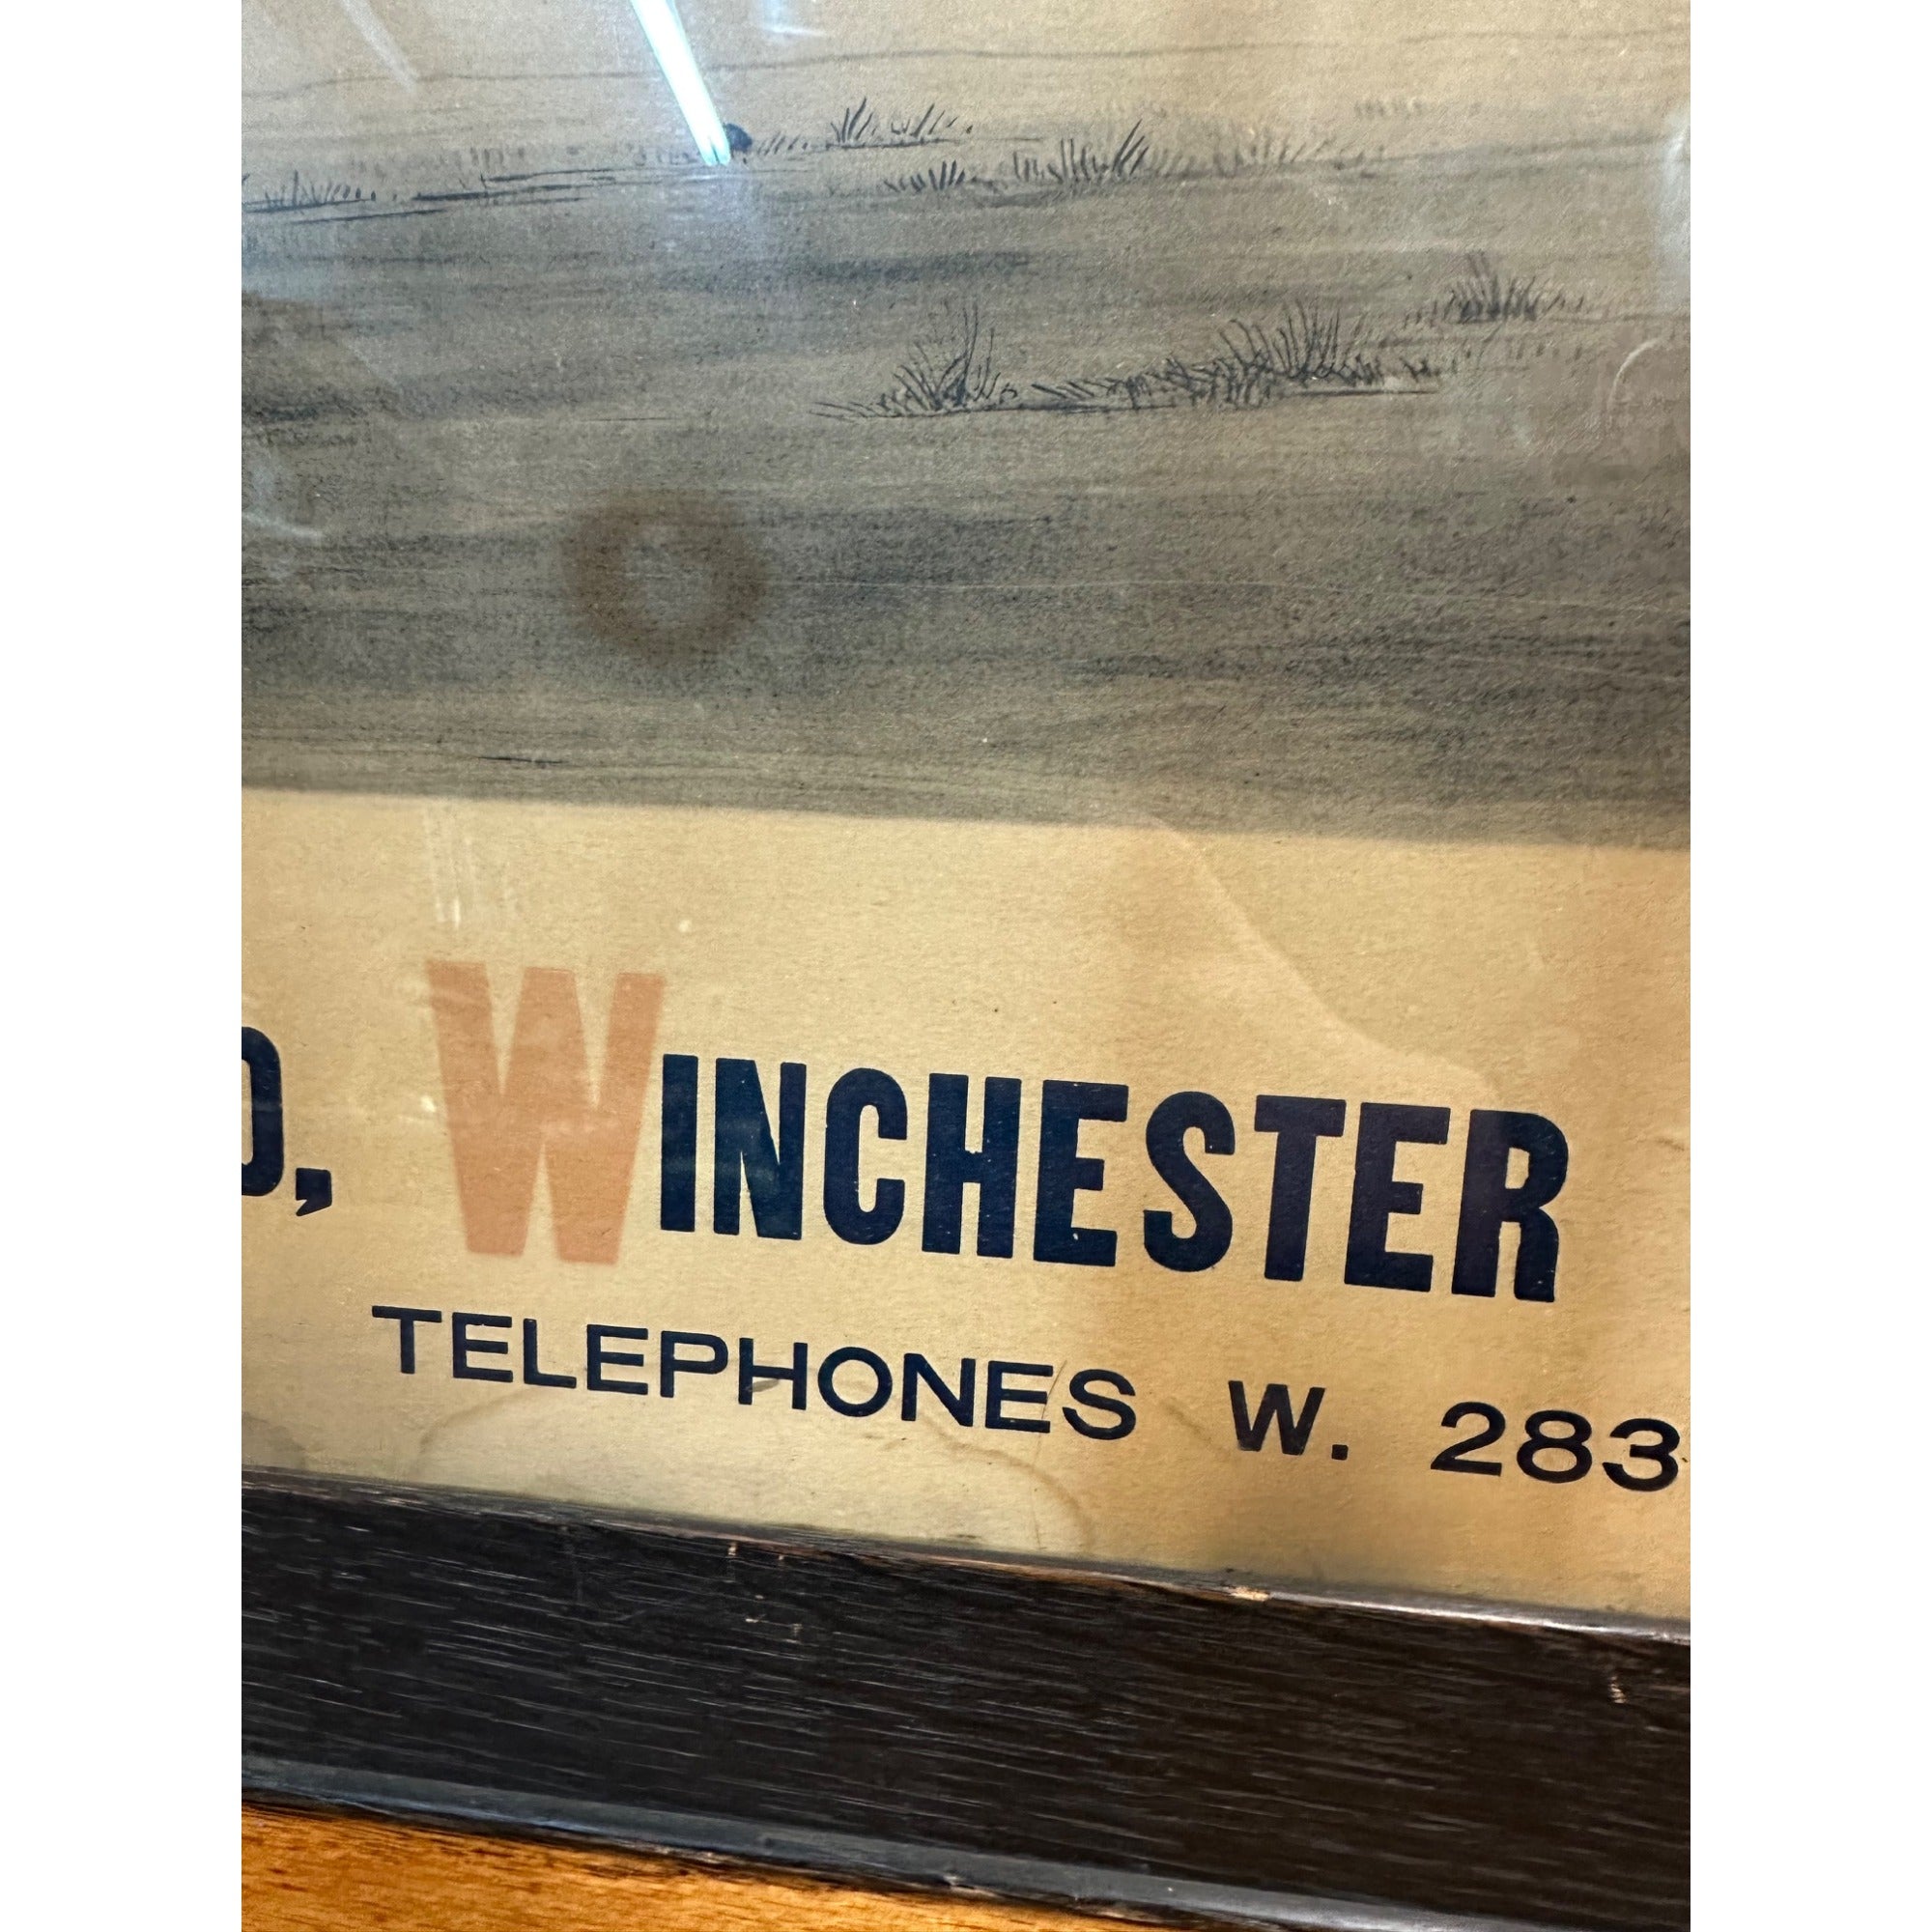 D, WINCHESTER
TELEPHONES W. 283